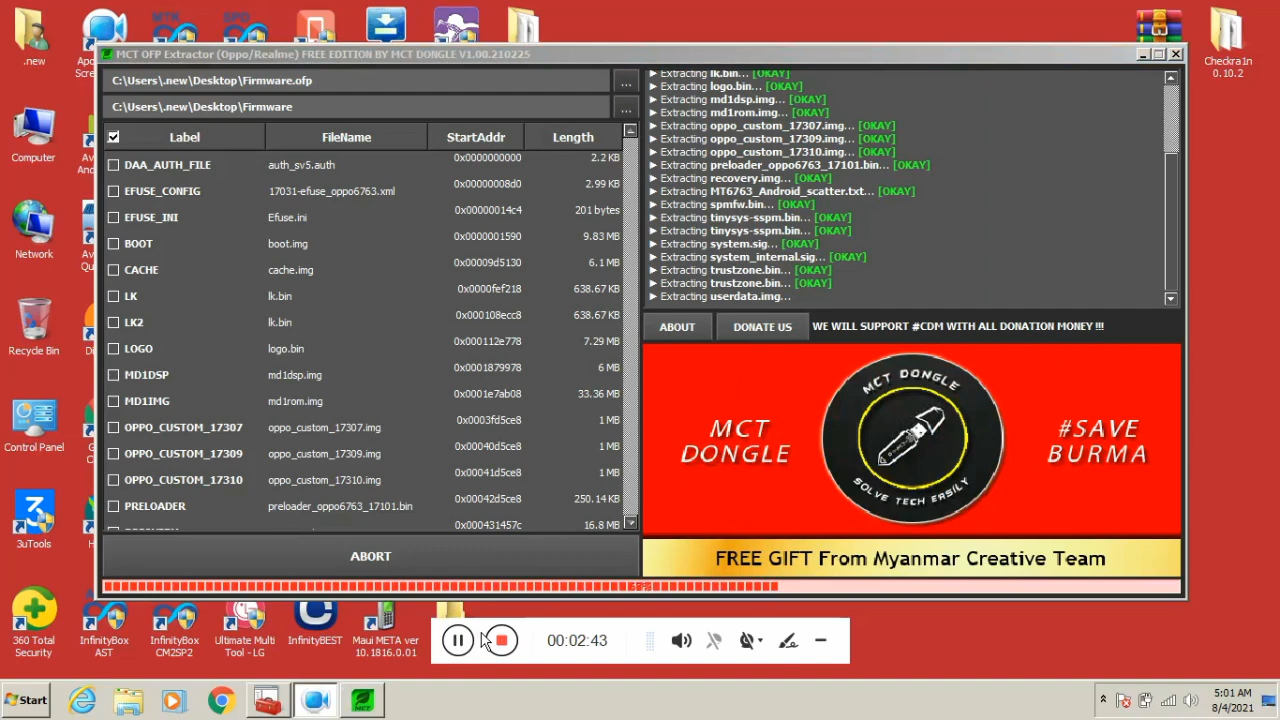 MCT OFP Extractor (Oppo/Realme) FREE EDITION BY MCT DONGLE V1.00.210225
C:\Users\.new\Desktop\Firmware.ofp
...
C:\Users\.new\Desktop\Firmware
...
Label FileName StartAddr Length
DAA_AUTH_FILE auth_sv5.auth 0x0000000000 2.2 KB
EFUSE_CONFIG 17031-efuse_oppo6763.xml 0x00000008d0 2.99 KB
EFUSE_INI Efuse.ini 0x00000014c4 201 bytes
BOOT boot.img 0x0000001590 9.83 MB
CACHE cache.img 0x00009d5130 6.1 MB
LK lk.bin 0x0000fef218 638.67 KB
LK2 lk.bin 0x000108ecc8 638.67 KB
LOGO logo.bin 0x000112e778 7.29 MB
MD1DSP md1dsp.img 0x0001879978 6 MB
MD1IMG md1rom.img 0x0001e7ab08 33.36 MB
OPPO_CUSTOM_17307 oppo_custom_17307.img 0x0003fd5ce8 1 MB
OPPO_CUSTOM_17309 oppo_custom_17309.img 0x00040d5ce8 1 MB
OPPO_CUSTOM_17310 oppo_custom_17310.img 0x00041d5ce8 1 MB
PRELOADER preloader_oppo6763_17101.bin 0x00042d5ce8 250.14 KB
0x000431457c 16.8 MB
ABORT
Extracting lk.bin... [OKAY]
Extracting logo.bin... [OKAY]
Extracting md1dsp.img... [OKAY]
Extracting md1rom.img... [OKAY]
Extracting oppo_custom_17307.img... [OKAY]
Extracting oppo_custom_17309.img... [OKAY]
Extracting oppo_custom_17310.img... [OKAY]
Extracting preloader_oppo6763_17101.bin... [OKAY]
Extracting recovery.img... [OKAY]
Extracting MT6763_Android_scatter.txt... [OKAY]
Extracting spmfw.bin... [OKAY]
Extracting tinysys-sspm.bin... [OKAY]
Extracting tinysys-sspm.bin... [OKAY]
Extracting system.sig... [OKAY]
Extracting system_internal.sig... [OKAY]
Extracting trustzone.bin... [OKAY]
Extracting trustzone.bin... [OKAY]
Extracting userdata.img...
ABOUT DONATE US WE WILL SUPPORT #CDM WITH ALL DONATION MONEY !!!
MCT
DONGLE
MCT DONGLE
SOLVE TECH EASILY
#SAVE
BURMA
FREE GIFT From Myanmar Creative Team
.new
Computer
Network
Recycle Bin
Control Panel
3uTools
360 Total
Security
InfinityBox
AST
InfinityBox
CM2SP2
Ultimate Multi
Tool - LG
InfinityBEST
Maui META ver
10.1816.0.01
Checkra1n
0.10.2
00:02:43
Start
MCT
5:01 AM
8/4/2021